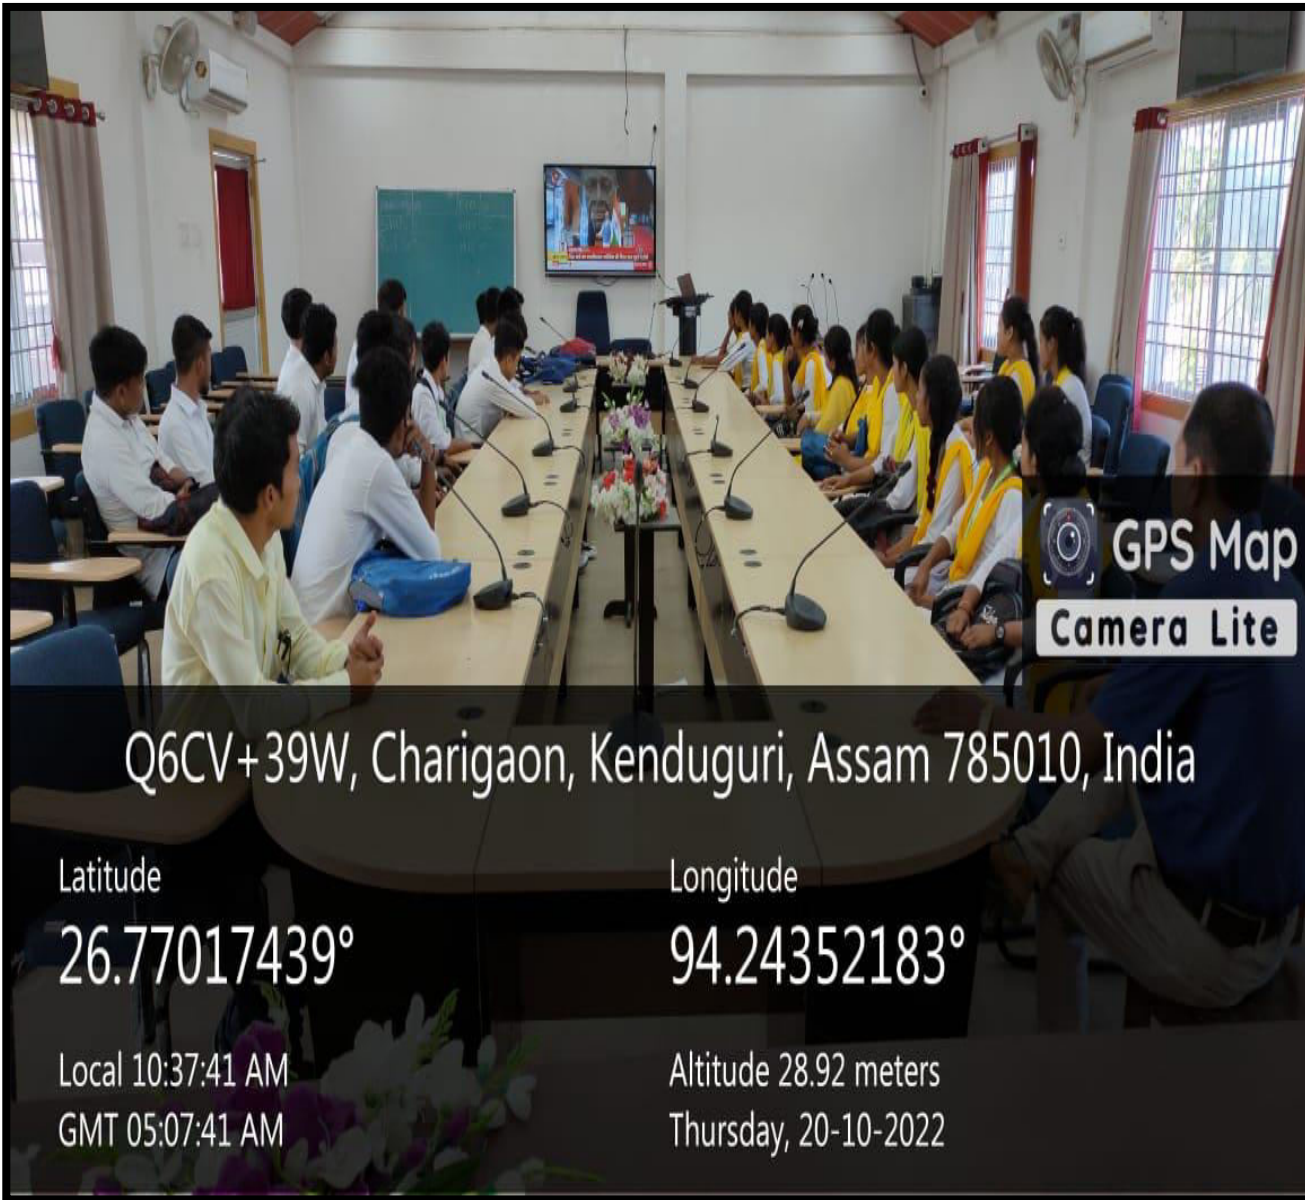 GPS Map
Camera Lite
Q6CV+39W, Charigaon, Kenduguri, Assam 785010, India
Latitude
26.77017439°
Longitude
94.24352183°
Local 10:37:41 AM
GMT 05:07:41 AM
Altitude 28.92 meters
Thursday, 20-10-2022